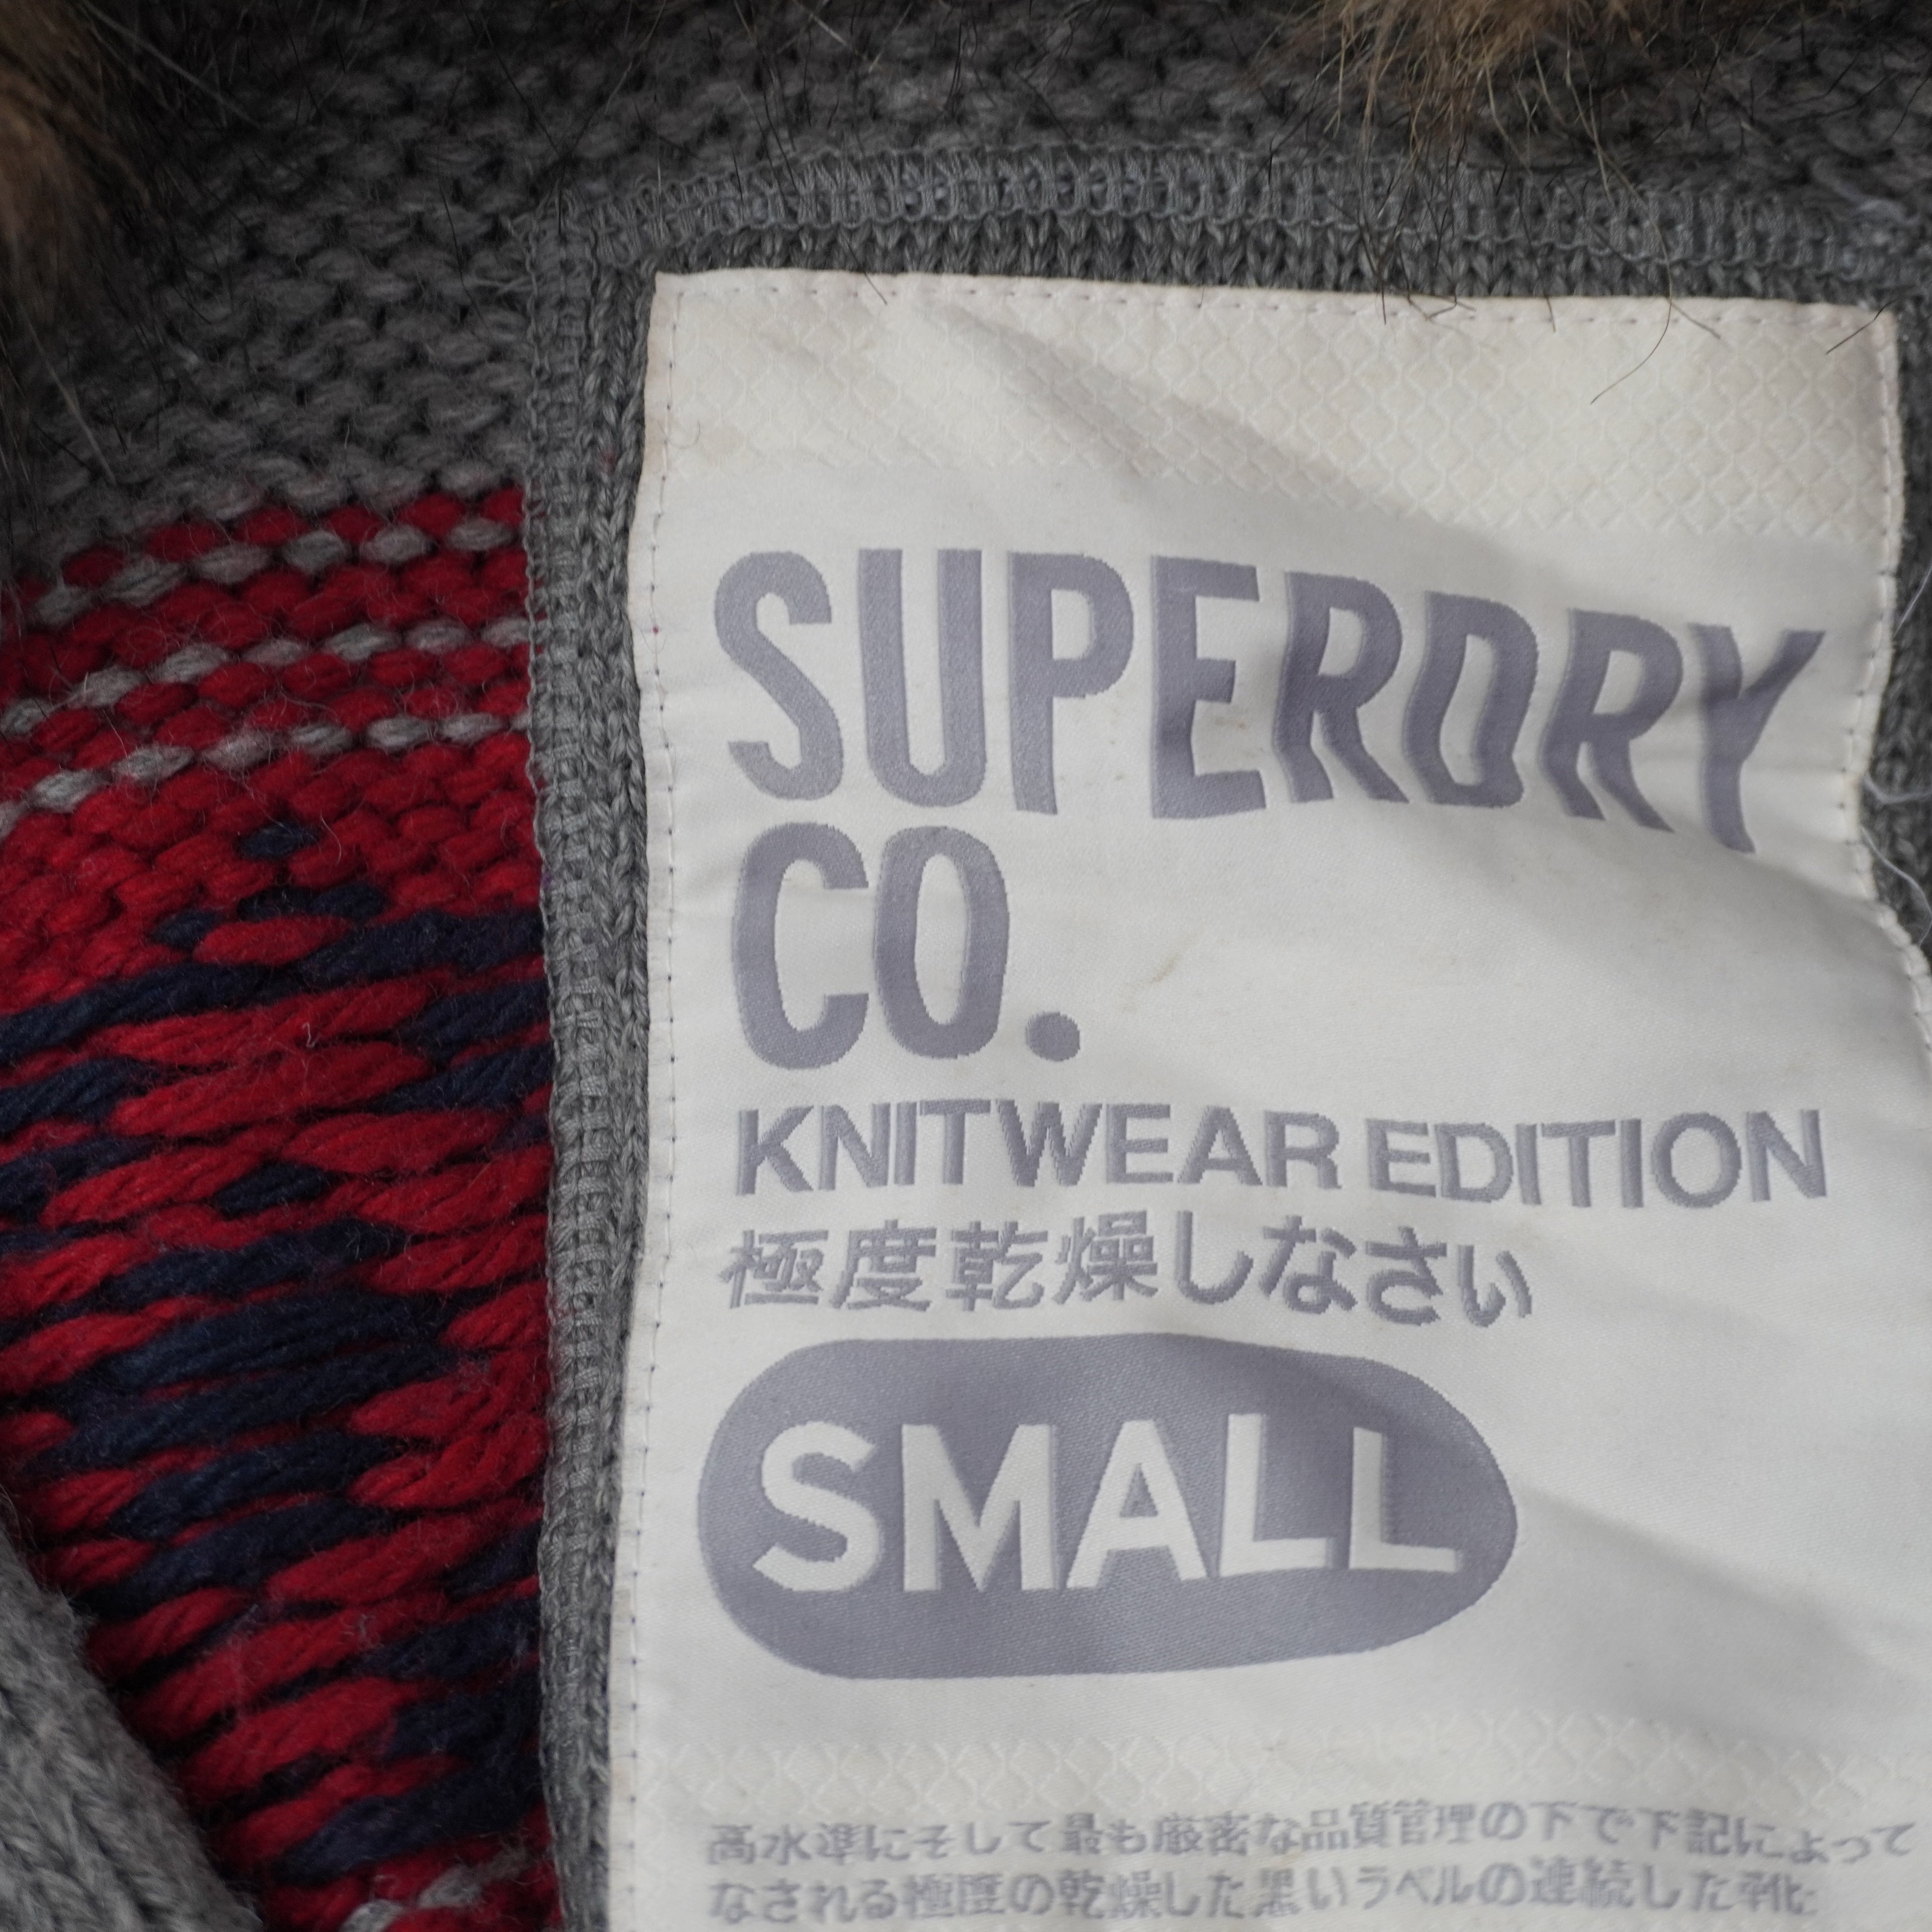 SUPERDRY
CO.
KNITWEAR EDITION
極度乾燥しなさい
SMALL
高水準にそして最も厳密な品質管理の下で下記によって
なされる極度の乾燥した黒いラベルの連続した靴